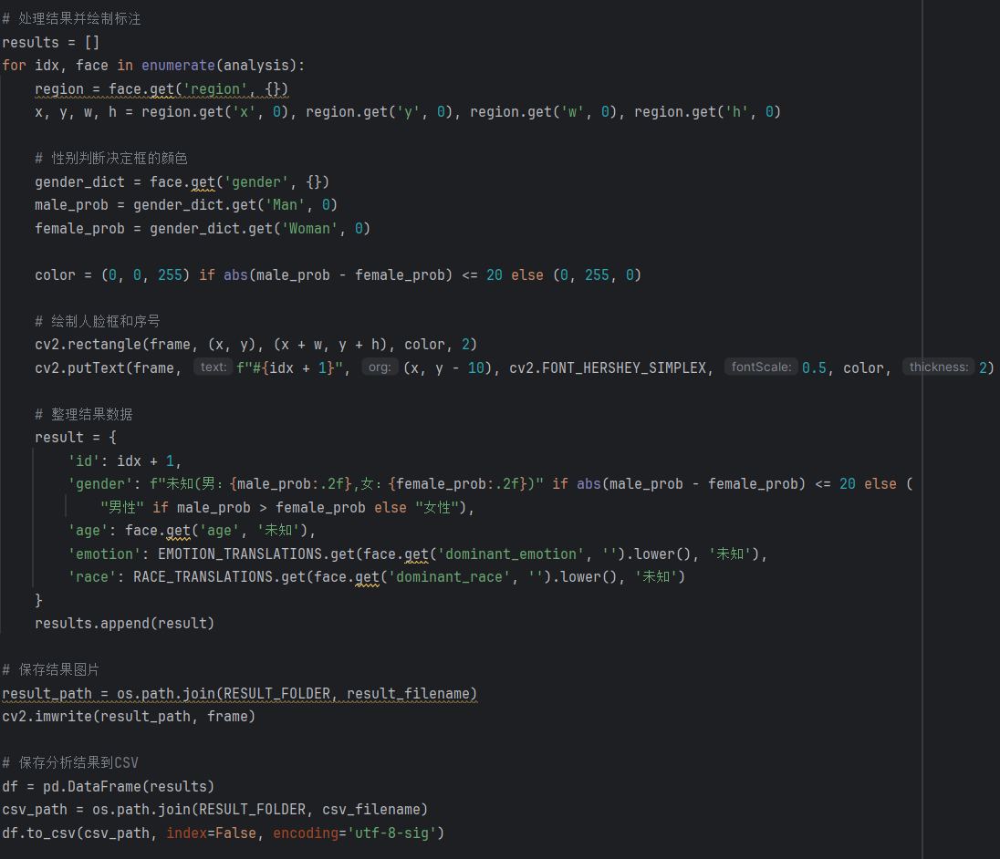 # 处理结果并绘制标注
results = []
for idx, face in enumerate(analysis):
    region = face.get('region', {})
    x, y, w, h = region.get('x', 0), region.get('y', 0), region.get('w', 0), region.get('h', 0)
    # 性别判断决定框的颜色
    gender_dict = face.get('gender', {})
    male_prob = gender_dict.get('Man', 0)
    female_prob = gender_dict.get('Woman', 0)
    color = (0, 0, 255) if abs(male_prob - female_prob) <= 20 else (0, 255, 0)
    # 绘制人脸框和序号
    cv2.rectangle(frame, (x, y), (x + w, y + h), color, 2)
    cv2.putText(frame, text: f"#{idx + 1}", org: (x, y - 10), cv2.FONT_HERSHEY_SIMPLEX, fontScale: 0.5, color, thickness: 2)
    # 整理结果数据
    result = {
        'id': idx + 1,
        'gender': f"未知(男: {male_prob:.2f},女: {female_prob:.2f})" if abs(male_prob - female_prob) <= 20 else (
            "男性" if male_prob > female_prob else "女性"),
        'age': face.get('age', '未知'),
        'emotion': EMOTION_TRANSLATIONS.get(face.get('dominant_emotion', '').lower(), '未知'),
        'race': RACE_TRANSLATIONS.get(face.get('dominant_race', '').lower(), '未知')
    }
    results.append(result)
# 保存结果图片
result_path = os.path.join(RESULT_FOLDER, result_filename)
cv2.imwrite(result_path, frame)
# 保存分析结果到CSV
df = pd.DataFrame(results)
csv_path = os.path.join(RESULT_FOLDER, csv_filename)
df.to_csv(csv_path, index=False, encoding='utf-8-sig')